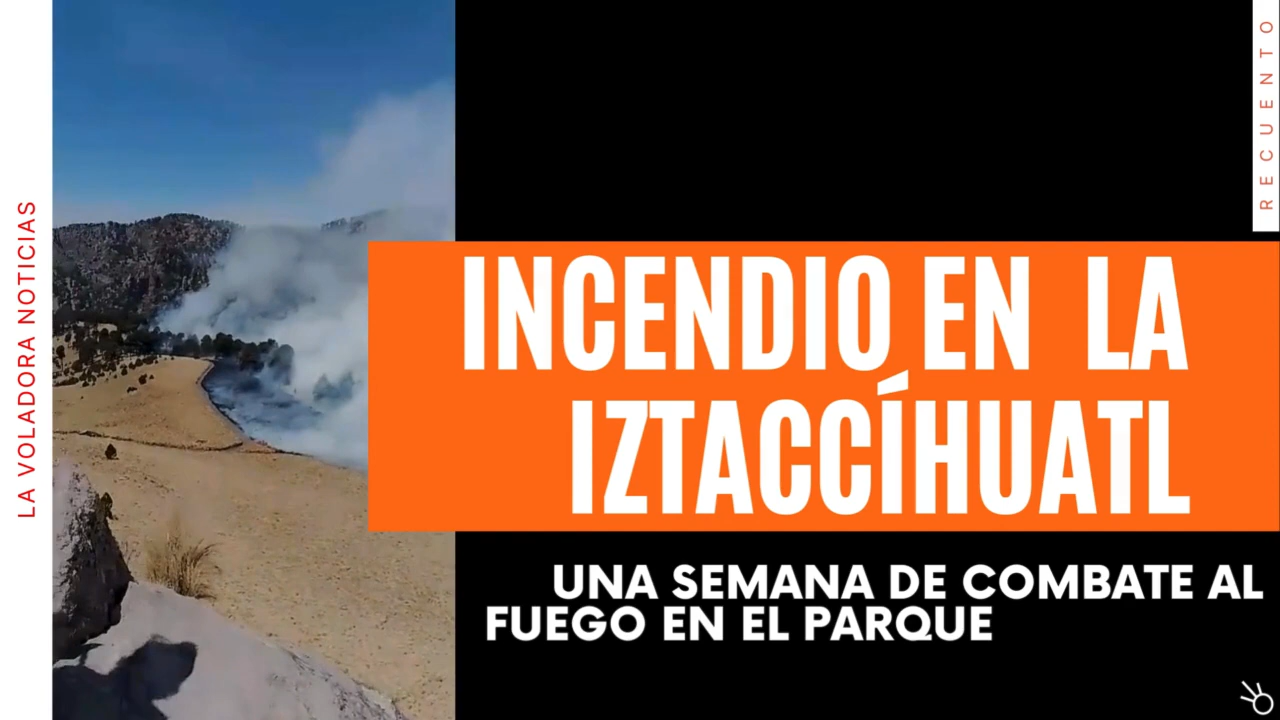 LA VOLADORA NOTICIAS
RECUENTO
INCENDIO EN LA
IZTACCÍHUATL
UNA SEMANA DE COMBATE AL
FUEGO EN EL PARQUE